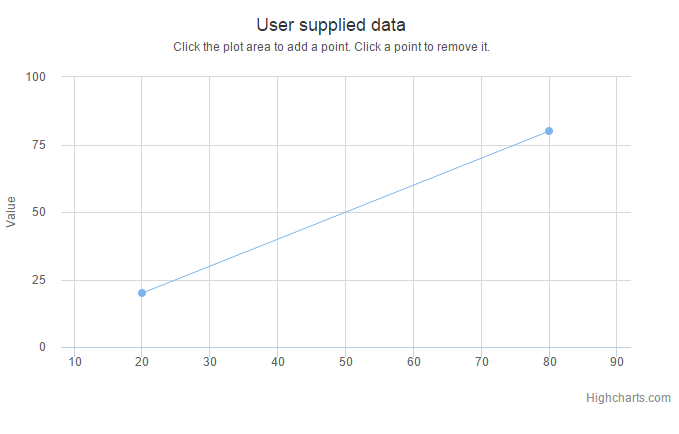 User supplied data
Click the plot area to add a point. Click a point to remove it.
Value
100
75
50
25
0
10 20 30 40 50 60 70 80 90
Highcharts.com